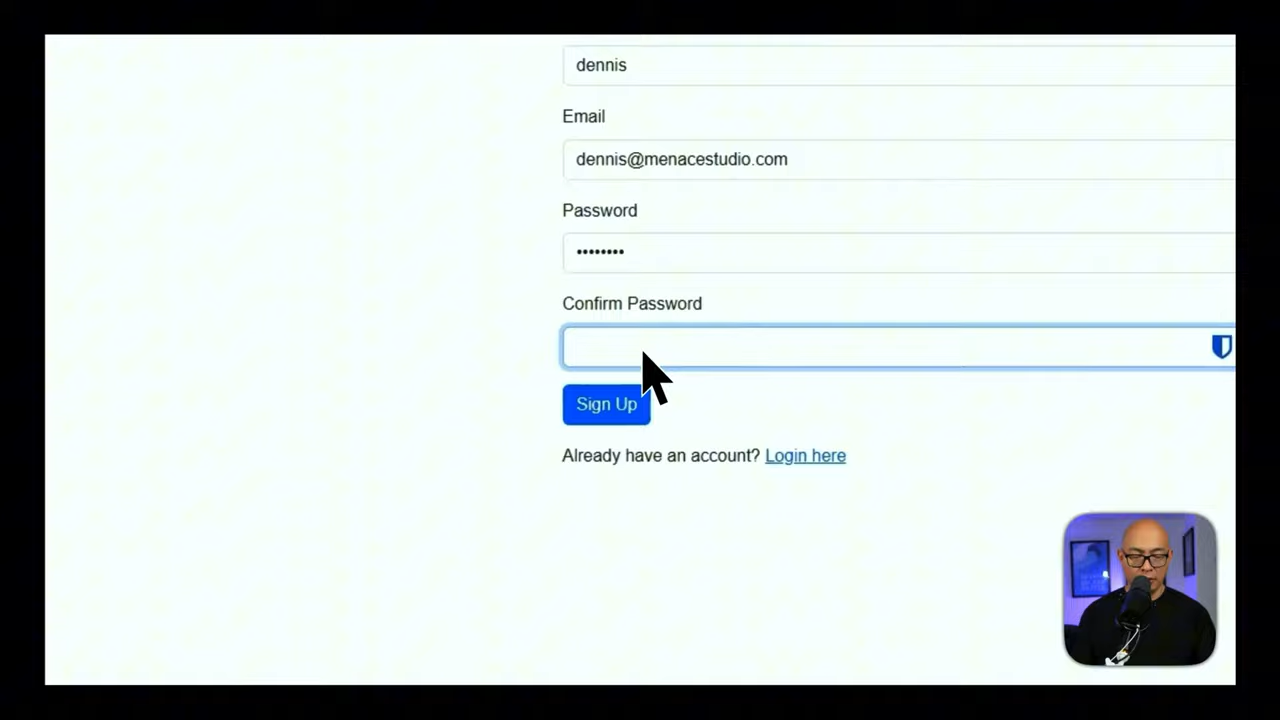 dennis
Email
dennis@menacestudio.com
Password
••••••••
Confirm Password
Sign Up
Already have an account? Login here